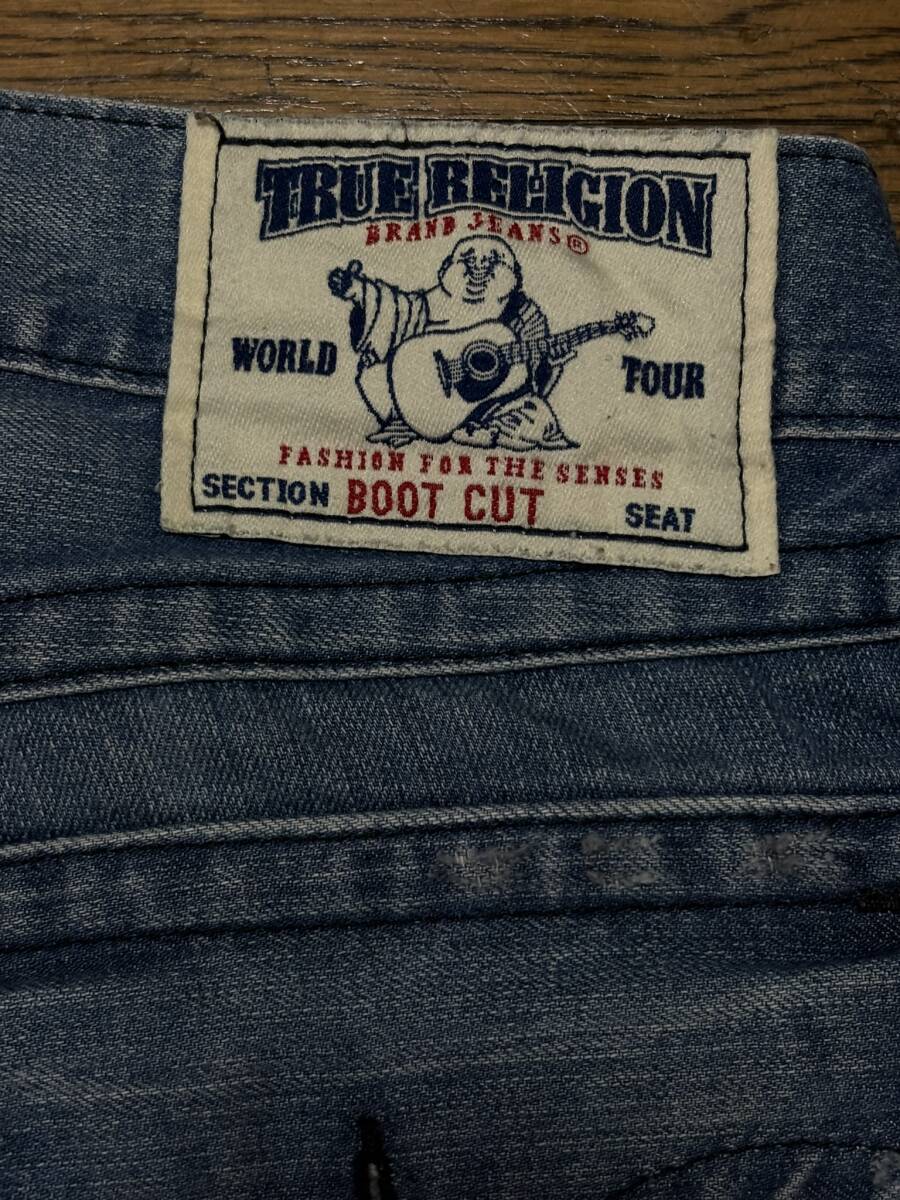 TRUE RELIGION
BRAND JEANS®
WORLD TOUR
FASHION FOR THE SENSES
SECTION BOOT CUT SEAT